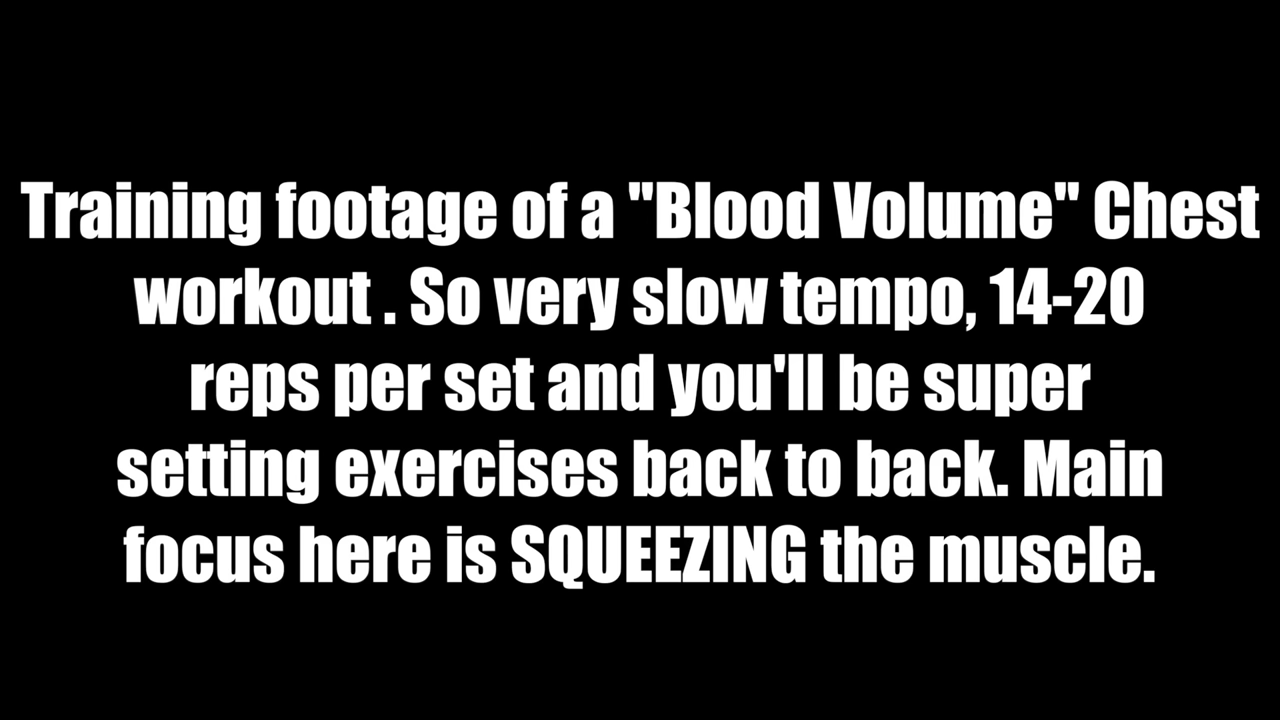 Training footage of a "Blood Volume" Chest
workout . So very slow tempo, 14-20
reps per set and you'll be super
setting exercises back to back. Main
focus here is SQUEEZING the muscle.